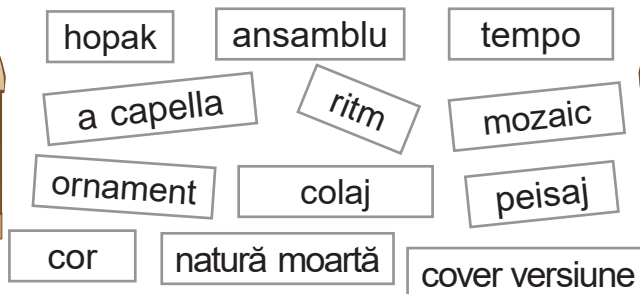 hopak
ansamblu
tempo
a capella
ritm
mozaic
ornament
colaj
peisaj
cor
natură moartă
cover versiune